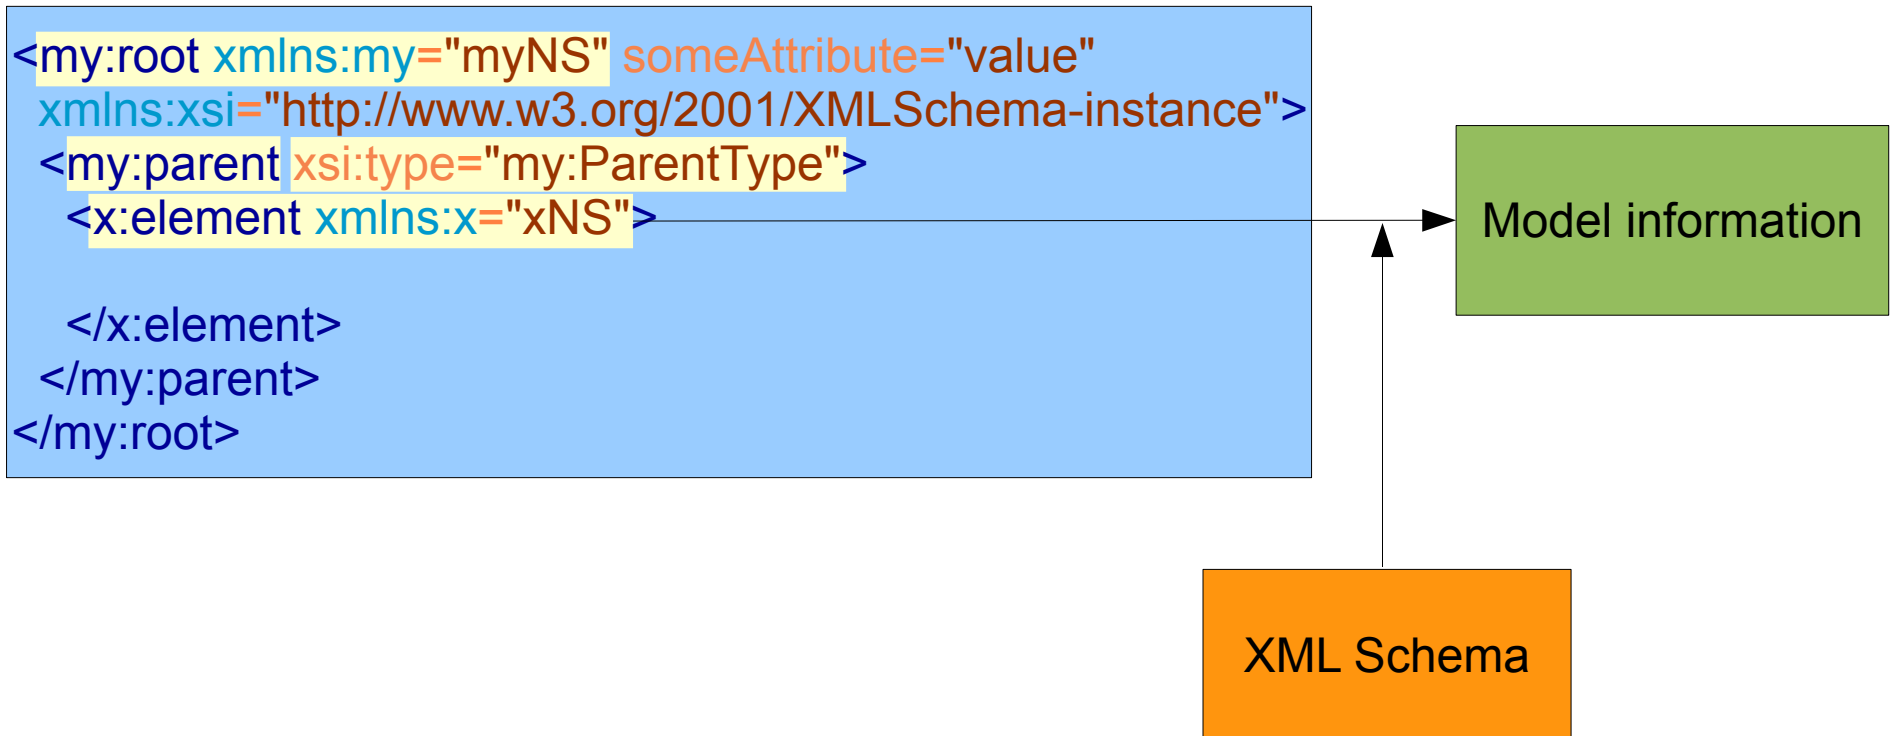 <my:root xmlns:my="myNS" someAttribute="value"
xmlns:xsi="http://www.w3.org/2001/XMLSchema-instance">
<my:parent xsi:type="my:ParentType">
<x:element xmlns:x="xNS">
Model information
</x:element>
</my:parent>
</my:root>
XML Schema